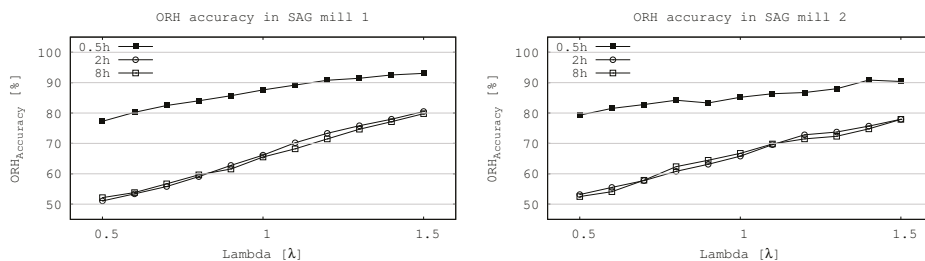 ORH accuracy in SAG mill 1
0.5h
2h
8h
100
90
80
70
60
50
ORH_Accuracy [%]
0.5
1
1.5
Lambda [λ]
ORH accuracy in SAG mill 2
0.5h
2h
8h
100
90
80
70
60
50
ORH_Accuracy [%]
0.5
1
1.5
Lambda [λ]